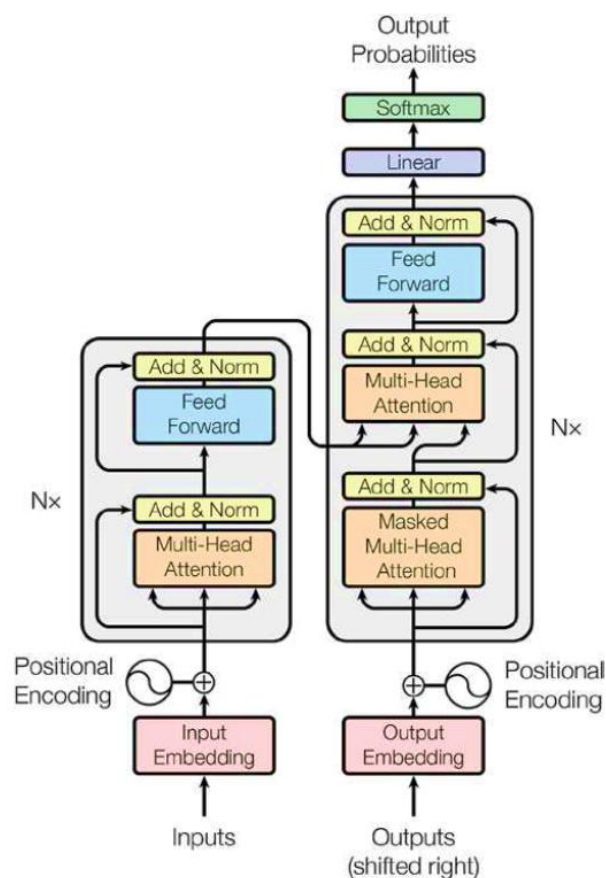 Output
Probabilities
Softmax
Linear
Add & Norm
Feed
Forward
Add & Norm
Multi-Head
Attention
Add & Norm
Masked
Multi-Head
Attention
N×
Add & Norm
Feed
Forward
Add & Norm
Multi-Head
Attention
N×
Positional
Encoding
Positional
Encoding
Input
Embedding
Output
Embedding
Inputs
Outputs
(shifted right)